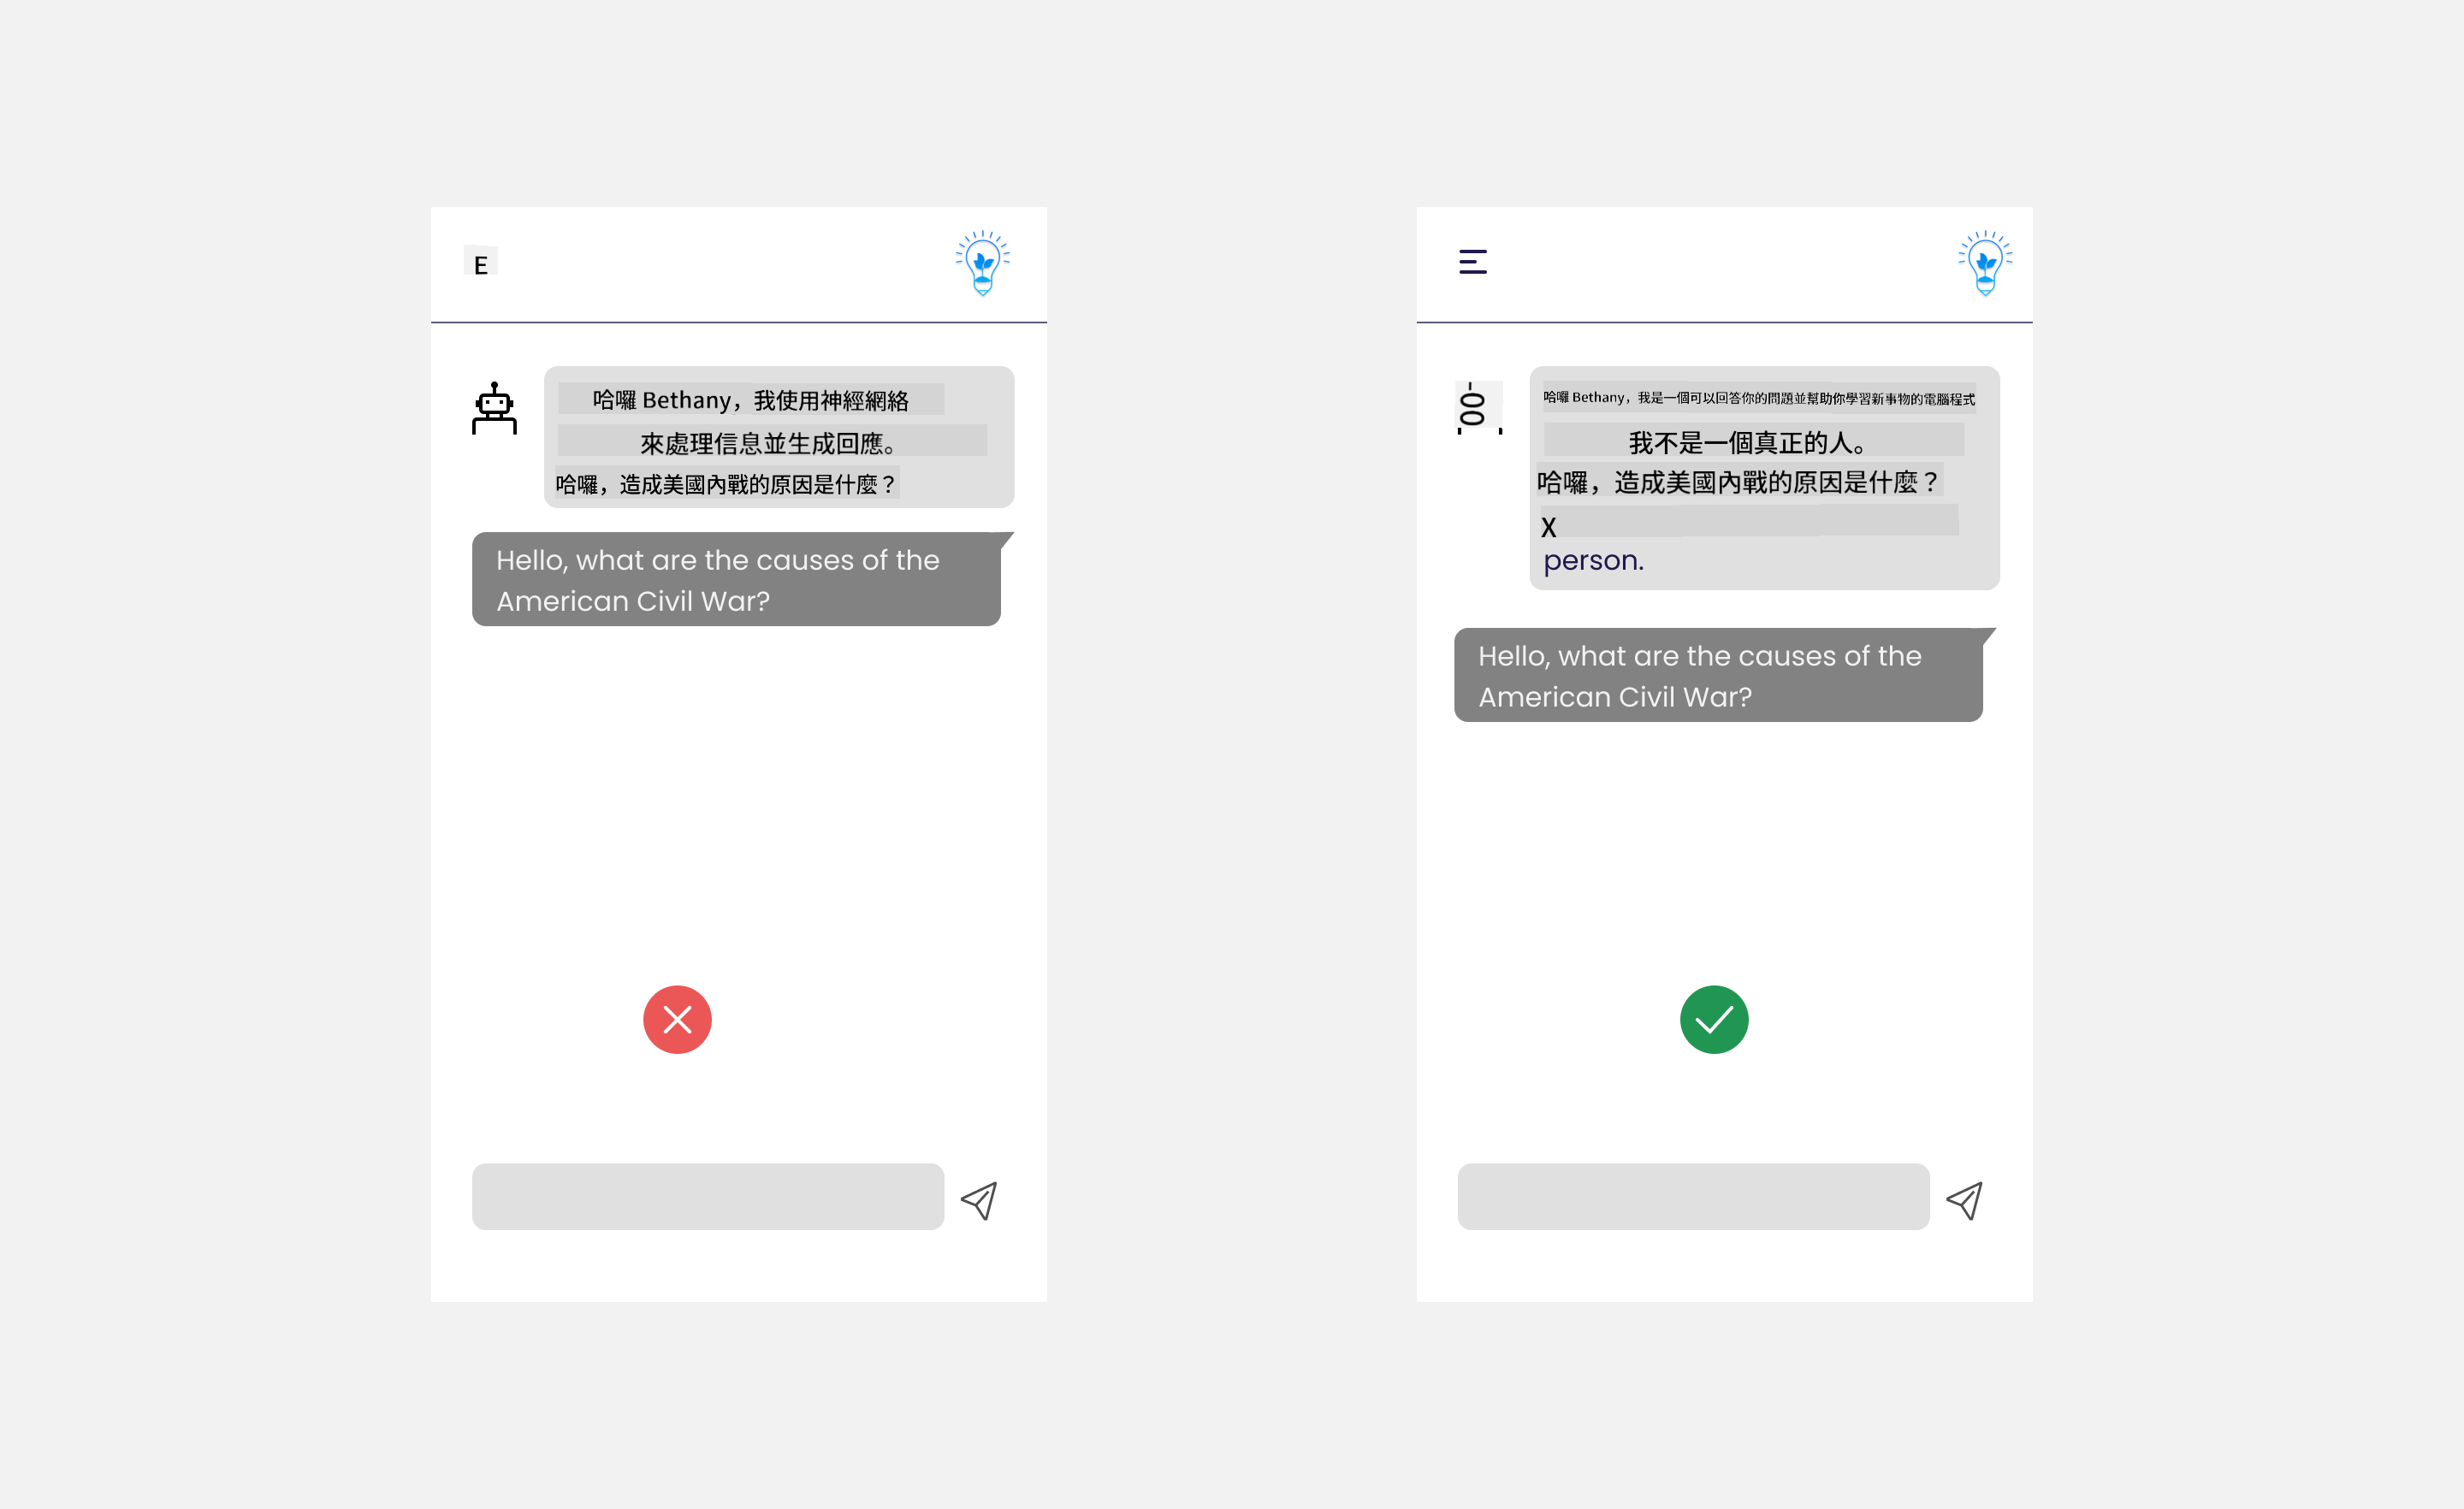 E
哈囉 Bethany，我使用神經網絡
來處理信息並生成回應。
哈囉，造成美國內戰的原因是什麼？
Hello, what are the causes of the
American Civil War?
00-
哈囉 Bethany，我是一個可以回答你的問題並幫助你學習新事物的電腦程式
我不是一個真正的人。
哈囉，造成美國內戰的原因是什麼？
X
person.
Hello, what are the causes of the
American Civil War?